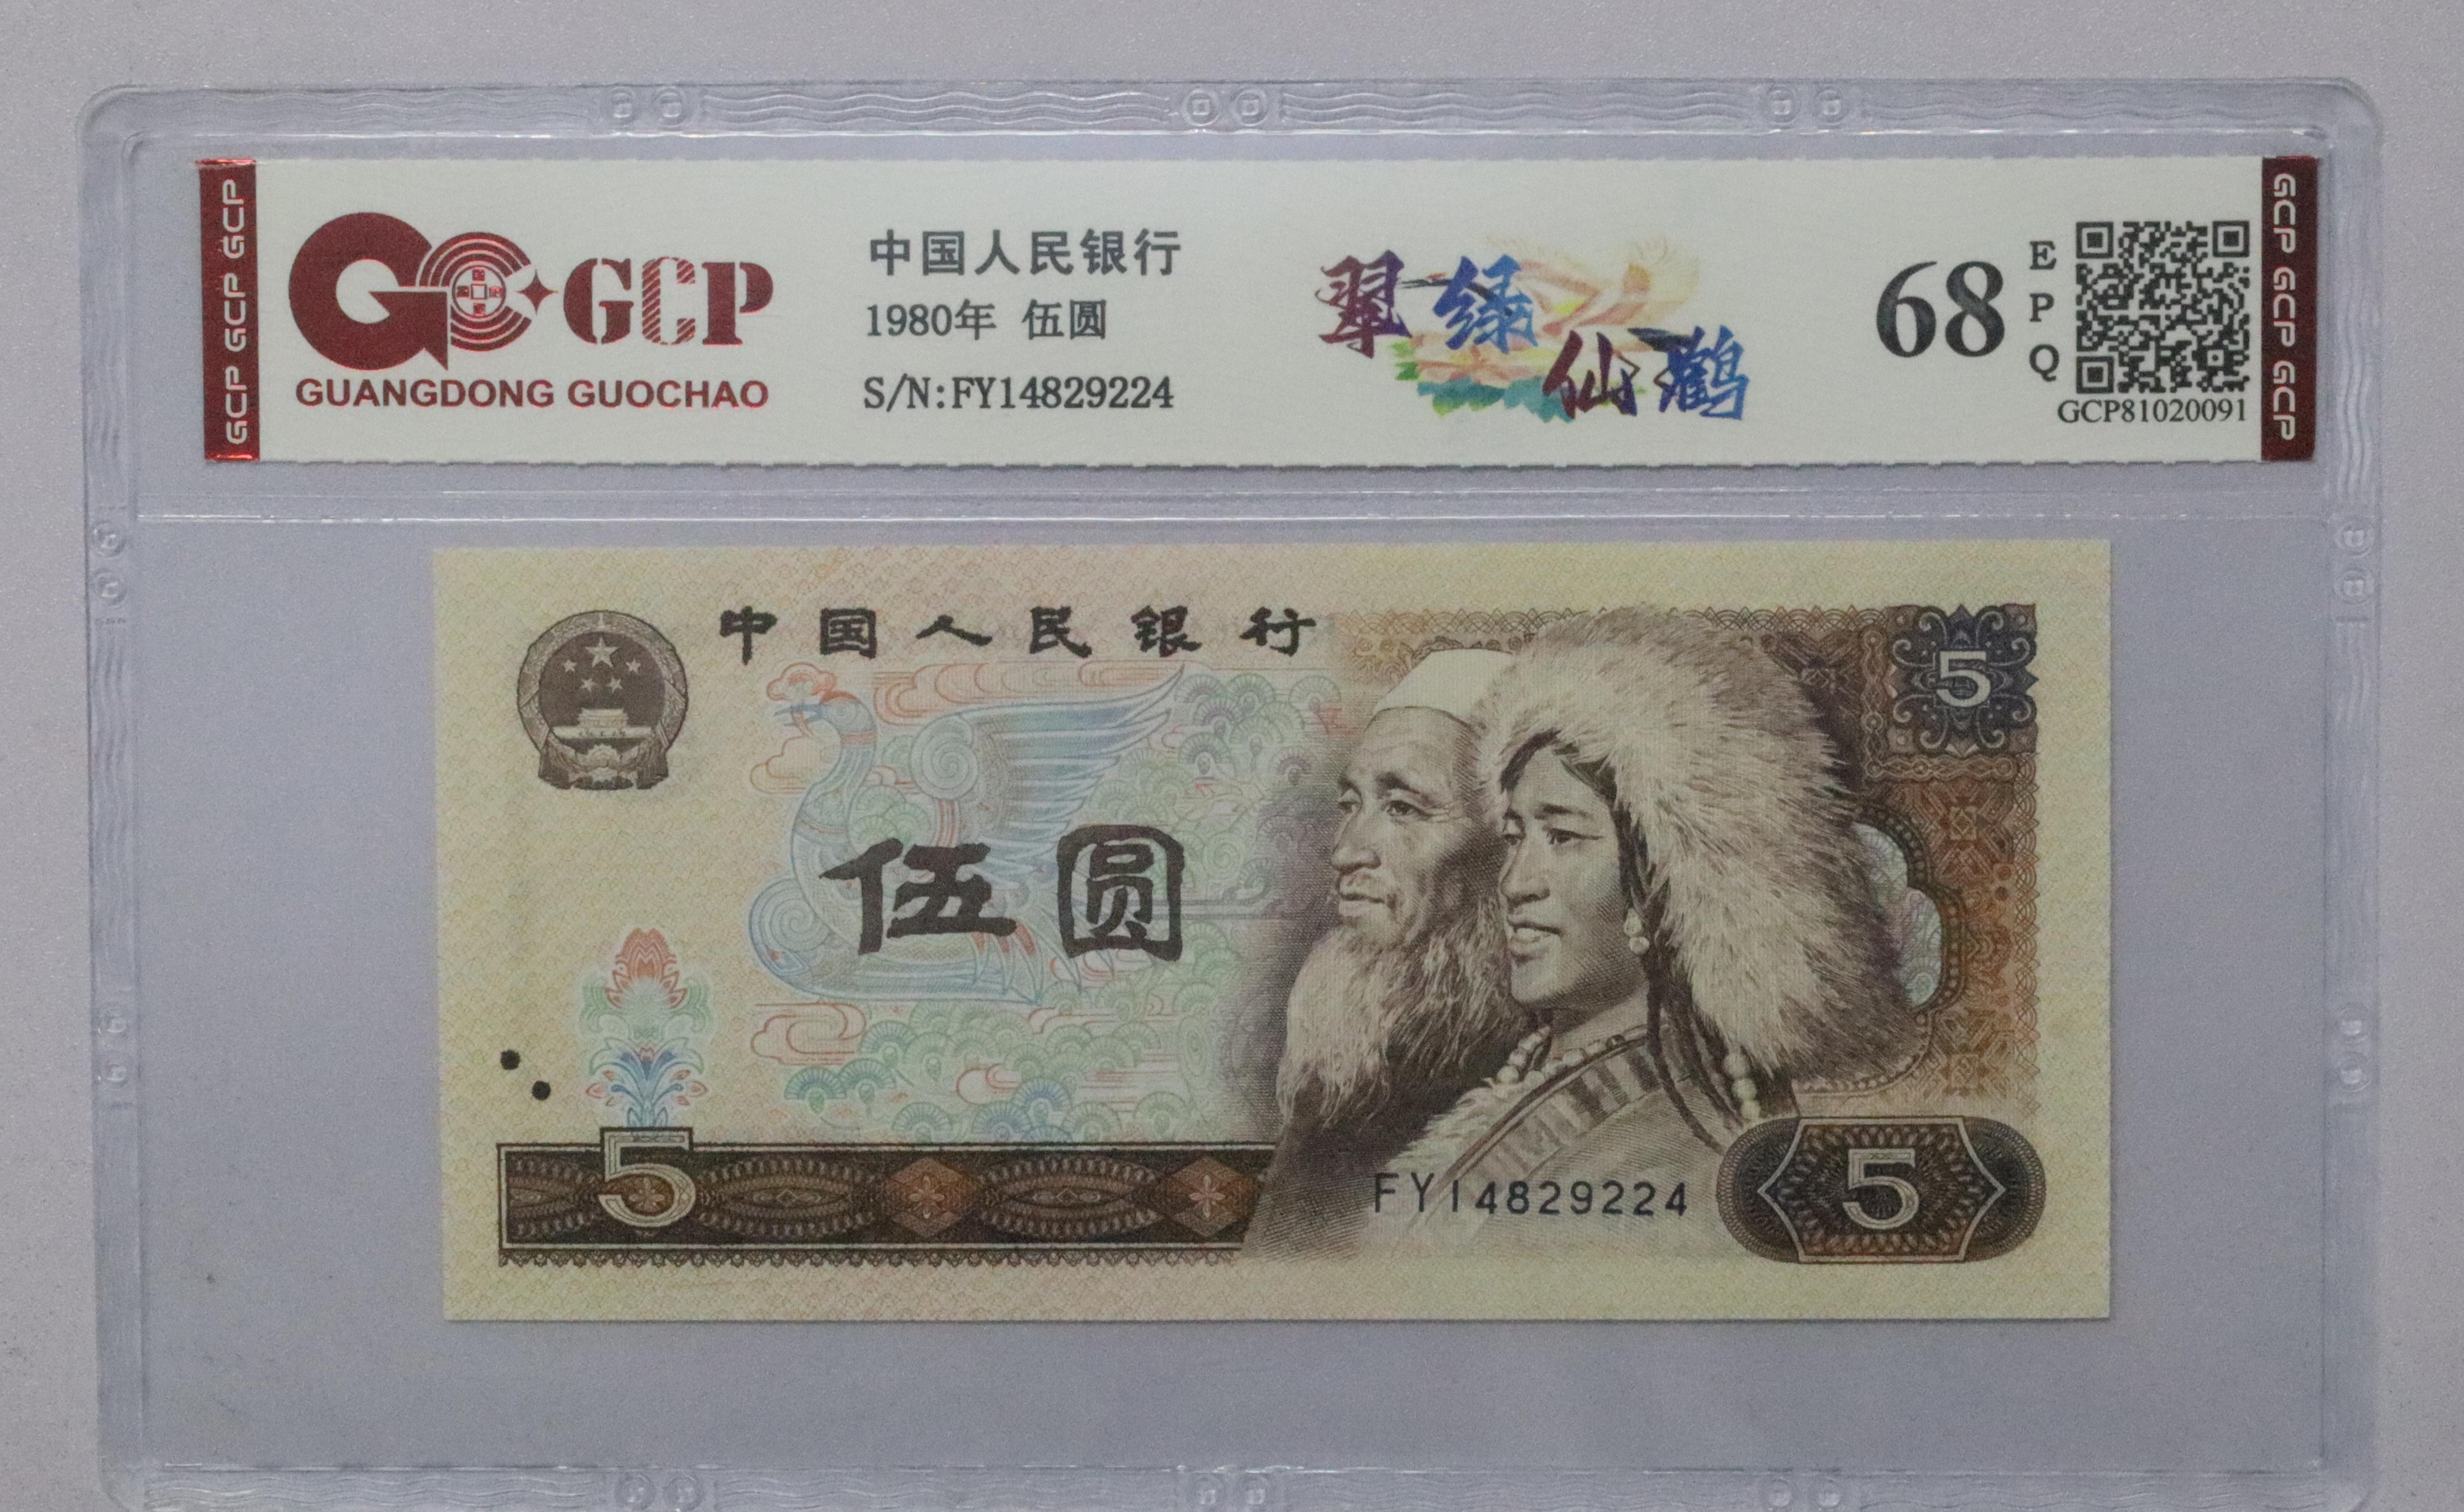 GCP GCP GCP
GCP
GUANGDONG GUOCHAO
中国人民银行
1980年 伍圆
S/N:FY14829224
翠绿
仙鹤
68
E
P
Q
GCP81020091
GCP GCP GCP
中国人民银行
5
伍圆
5
FY14829224
5